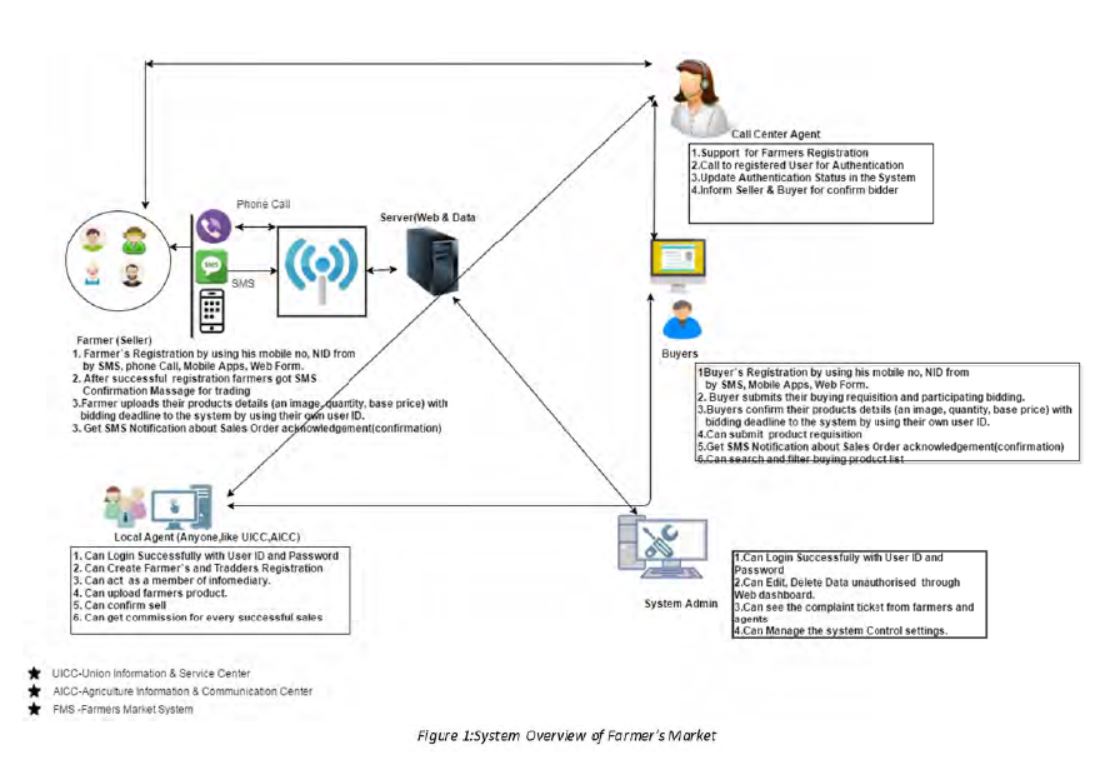 Call Center Agent
1.Support for Farmers Registration
2.Call to registered User for Authentication
3.Update Authentication Status in the System
4.Inform Seller & Buyer for confirm bidder
Phone Call
Server(Web & Data
SMS
SMS
Farmer (Seller)
1. Farmer`s Registration by using his mobile no, NID from
by SMS, phone Call, Mobile Apps, Web Form.
2. After successful registration farmers got SMS
Confirmation Massage for trading
3.Farmer uploads their products details (an image, quantity, base price) with
bidding deadline to the system by using their own user ID.
3. Get SMS Notification about Sales Order acknowledgement(confirmation)
Buyers
1Buyer`s Registration by using his mobile no, NID from
by SMS, Mobile Apps, Web Form.
2. Buyer submits their buying requisition and participating bidding.
3.Buyers confirm their products details (an image, quantity, base price) with
bidding deadline to the system by using their own user ID.
4.Can submit product requisition
5.Get SMS Notification about Sales Order acknowledgement(confirmation)
6.Can search and filter buying product list
Local Agent (Anyone,like UICC,AICC)
1. Can Login Successfully with User ID and Password
2. Can Create Farmer`s and Tradders Registration
3. Can act as a member of infomediary.
4. Can upload farmers product.
5. Can confirm sell
6. Can get commission for every successful sales
System Admin
1.Can Login Successfully with User ID and
Password
2.Can Edit, Delete Data unauthorised through
Web dashboard.
3.Can see the complaint ticket from farmers and
agents
4.Can Manage the system Control settings.
★ UICC-Union Information & Service Center
★ AICC-Agriculture Information & Communication Center
★ FMS -Farmers Market System
Figure 1:System Overview of Farmer's Market